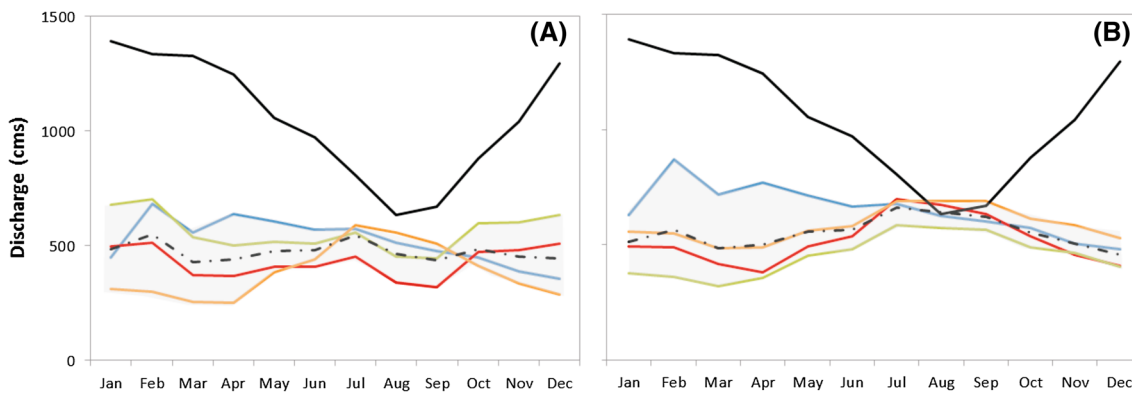 1500
1000
500
0
Discharge (cms)
(A)
(B)
Jan Feb Mar Apr May Jun Jul Aug Sep Oct Nov Dec
Jan Feb Mar Apr May Jun Jul Aug Sep Oct Nov Dec